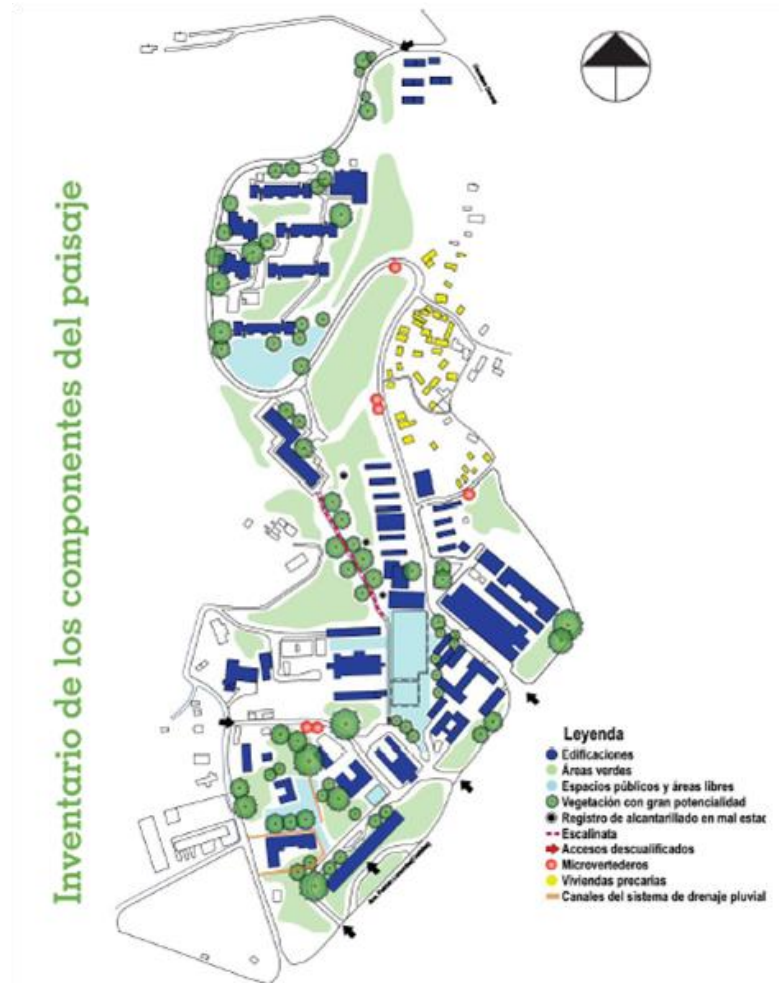 Inventario de los componentes del paisaje
Leyenda
Edificaciones
Áreas verdes
Espacios públicos y áreas libres
Vegetación con gran potencialidad
Registro de alcantarillado en mal estac
Escalinata
Accesos descualificados
Microvertederos
Viviendas precarias
Canales del sistema de drenaje pluvial